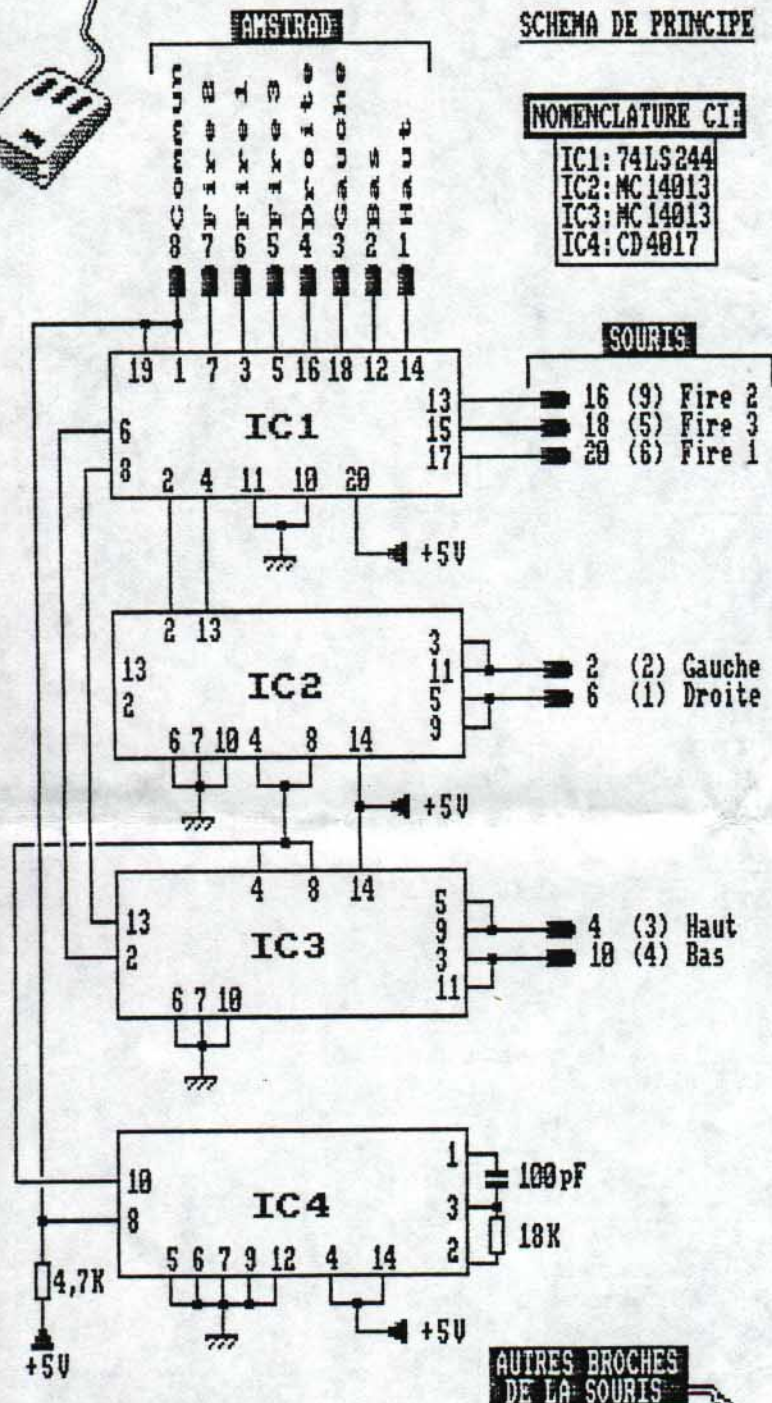 AMSTRAD
SCHEMA DE PRINCIPE
Commun
Fire 2
Fire1
Fire 3
Droite
Gauche
Bas
Haut
8 7 6 5 4 3 2 1
NOMENCLATURE CI:
IC1: 74LS244
IC2: MC14013
IC3: MC14013
IC4: CD4017
SOURIS
19 1 7 3 5 16 18 12 14
13
15
17
6
8
IC1
2 4 11 10 20
16 (9) Fire 2
18 (5) Fire 3
20 (6) Fire 1
+5V
2 13
13
2
IC2
3
11
5
9
6 7 10 4 8 14
2 (2) Gauche
6 (1) Droite
+5V
4 8 14
13
2
IC3
5
9
3
11
6 7 10
4 (3) Haut
10 (4) Bas
10
8
IC4
1
3
2
100pF
18K
5 6 7 9 12 4 14
+5V
4,7K
+5V
AUTRES BROCHES
DE LA SOURIS